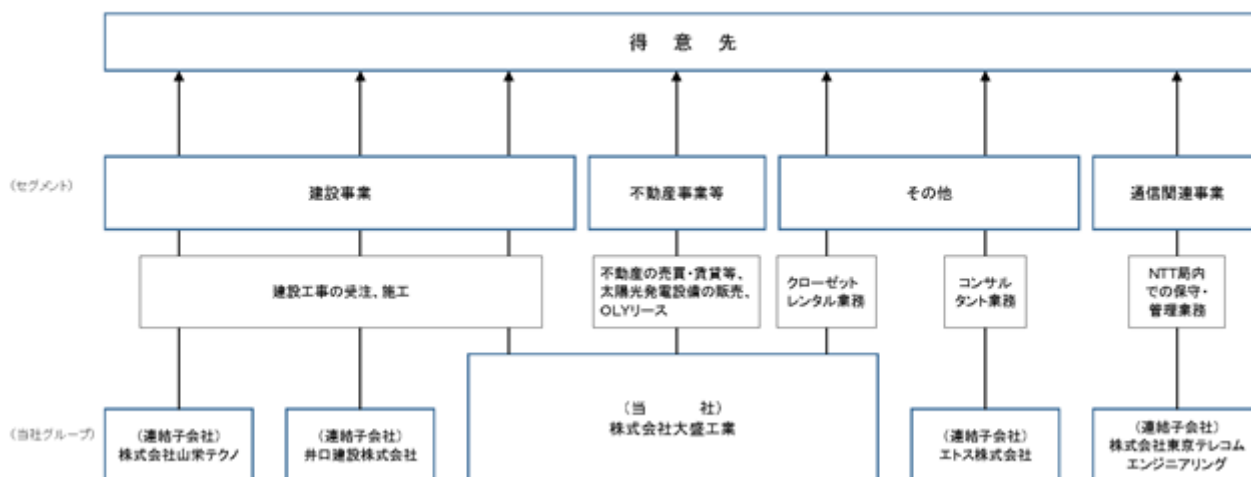 得 意 先
(セグメント)
建設事業
不動産事業等
その他
通信関連事業
建設工事の受注、施工
不動産の売買・賃貸等、
太陽光発電設備の販売、
OLYリース
クローゼット
レンタル業務
コンサル
タント業務
NTT局内
での保守・
管理業務
(当社グループ)
(連結子会社)
株式会社山栄テクノ
(連結子会社)
井口建設株式会社
(当 社)
株式会社大盛工業
(連結子会社)
エトス株式会社
(連結子会社)
株式会社東京テレコム
エンジニアリング